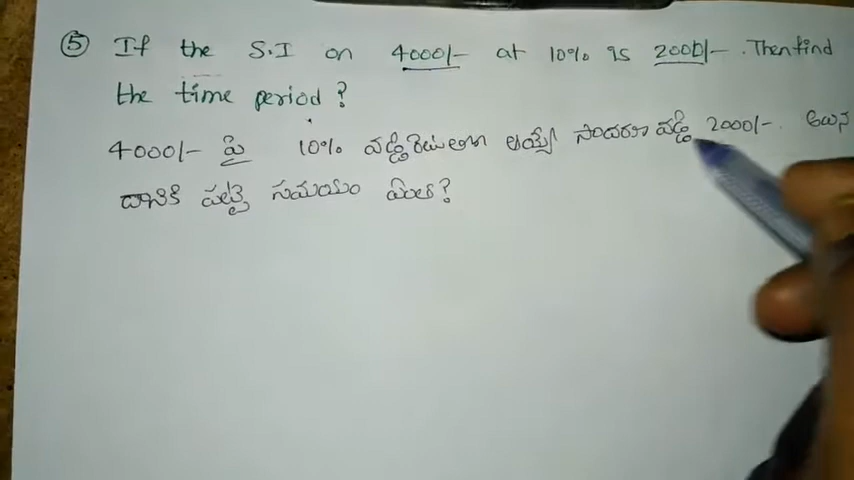 ⑤ If the S.I on 4000/- at 10% is 2000/-. Then find
the time period?
4000/- పై 10% వడ్డీరేటుతో అయ్యే సాధారణ వడ్డీ 2000/-. అయిన
దానికి పట్టే సమయం ఎంత?